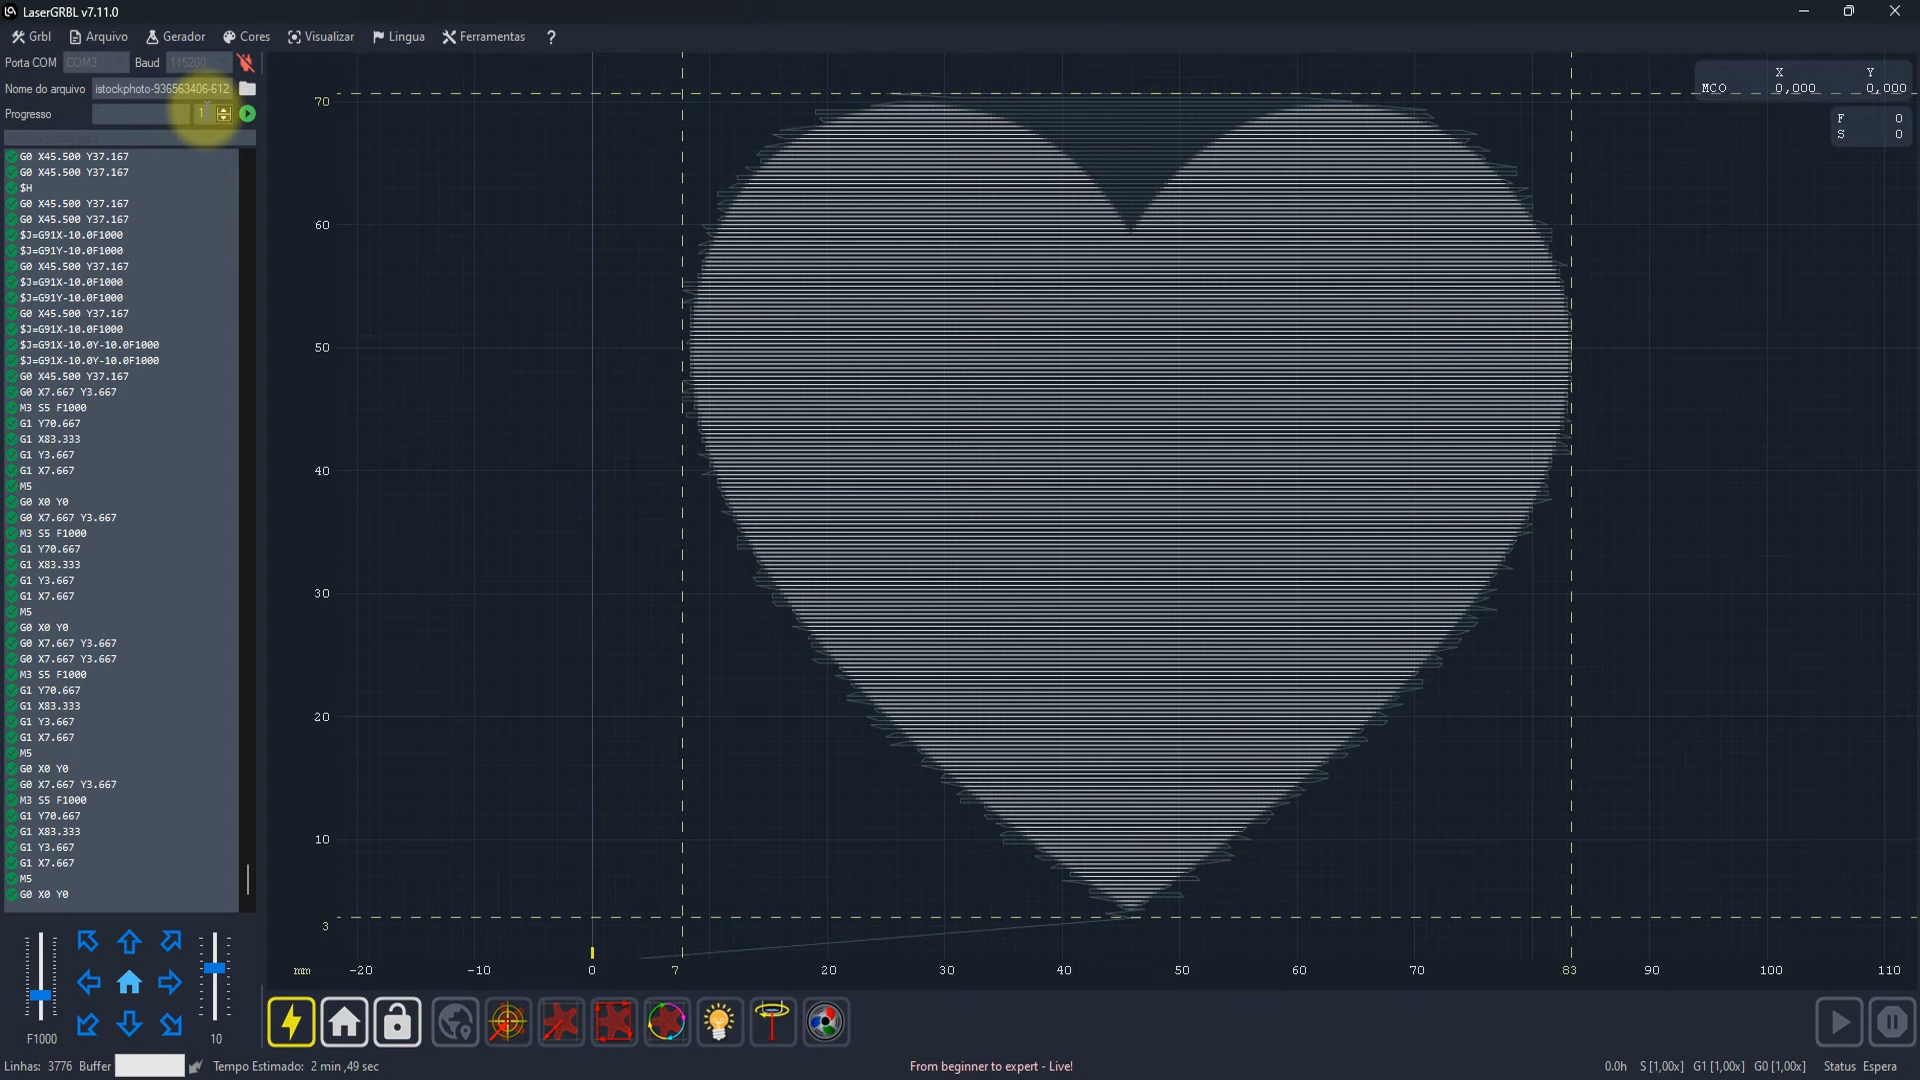 LaserGRBL v7.11.0
Grbl Arquivo Gerador Cores Visualizar Lingua Ferramentas ?
Porta COM COM3 Baud 115200
Nome do arquivo istockphoto-936563406-612
Progresso 1
G0 X45.500 Y37.167
G0 X45.500 Y37.167
$H
G0 X45.500 Y37.167
G0 X45.500 Y37.167
$J=G91X-10.0F1000
$J=G91Y-10.0F1000
G0 X45.500 Y37.167
$J=G91X-10.0F1000
$J=G91Y-10.0F1000
G0 X45.500 Y37.167
$J=G91X-10.0F1000
$J=G91X-10.0Y-10.0F1000
$J=G91X-10.0Y-10.0F1000
G0 X45.500 Y37.167
G0 X7.667 Y3.667
M3 S5 F1000
G1 Y70.667
G1 X83.333
G1 Y3.667
G1 X7.667
M5
G0 X0 Y0
G0 X7.667 Y3.667
M3 S5 F1000
G1 Y70.667
G1 X83.333
G1 Y3.667
G1 X7.667
M5
G0 X0 Y0
G0 X7.667 Y3.667
G0 X7.667 Y3.667
M3 S5 F1000
G1 Y70.667
G1 X83.333
G1 Y3.667
G1 X7.667
M5
G0 X0 Y0
G0 X7.667 Y3.667
M3 S5 F1000
G1 Y70.667
G1 X83.333
G1 Y3.667
G1 X7.667
M5
G0 X0 Y0
F1000 10
70
60
50
40
30
20
10
3
mm -20 -10 0 7 20 30 40 50 60 70 83 90 100 110
X Y
MCO 0,000 0,000
F 0
S 0
Linhas: 3776 Buffer Tempo Estimado: 2 min ,49 sec
From beginner to expert - Live!
0.0h S [1,00x] G1 [1,00x] G0 [1,00x] Status Espera